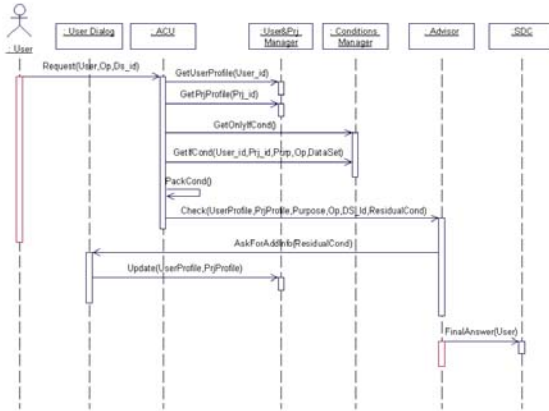 : User Dialog
: ACU
: User&Prj
Manager
: Conditions
Manager
: Advisor
: SDC
: User
Request(User,Op,Ds_id)
GetUserProfile(User_id)
GetPrjProfile(Prj_id)
GetOnlyIfCond()
GetIfCond(User_id,Prj_id,Purp,Op,DataSet)
PackCond()
Check(UserProfile,PrjProfile,Purpose,Op,DS_Id,ResidualCond)
AskForAddInfo(ResidualCond)
Update(UserProfile,PrjProfile)
FinalAnswer(User)